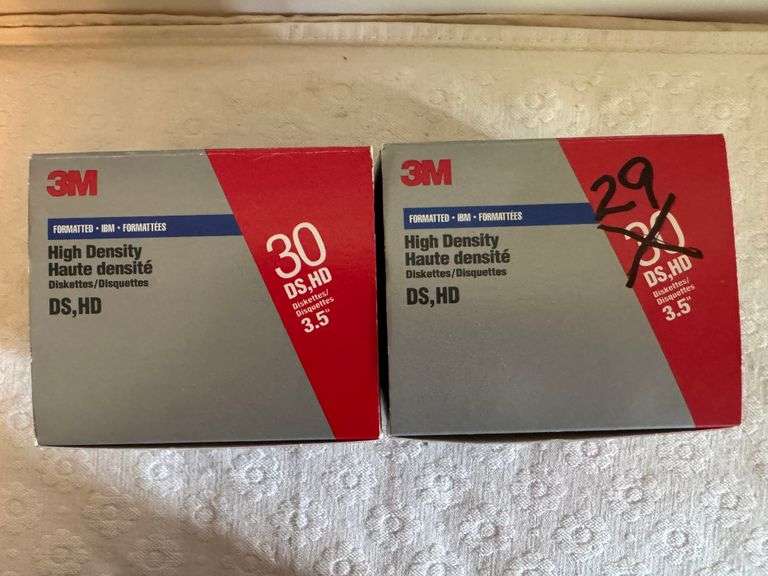 3M
FORMATTED • IBM • FORMATTÉES
High Density
Haute densité
Diskettes/Disquettes
DS,HD
30
DS,HD
Diskettes/
Disquettes
3.5"
3M
FORMATTED • IBM • FORMATTÉES
High Density
Haute densité
Diskettes/Disquettes
DS,HD
29
30
DS,HD
Diskettes/
Disquettes
3.5"